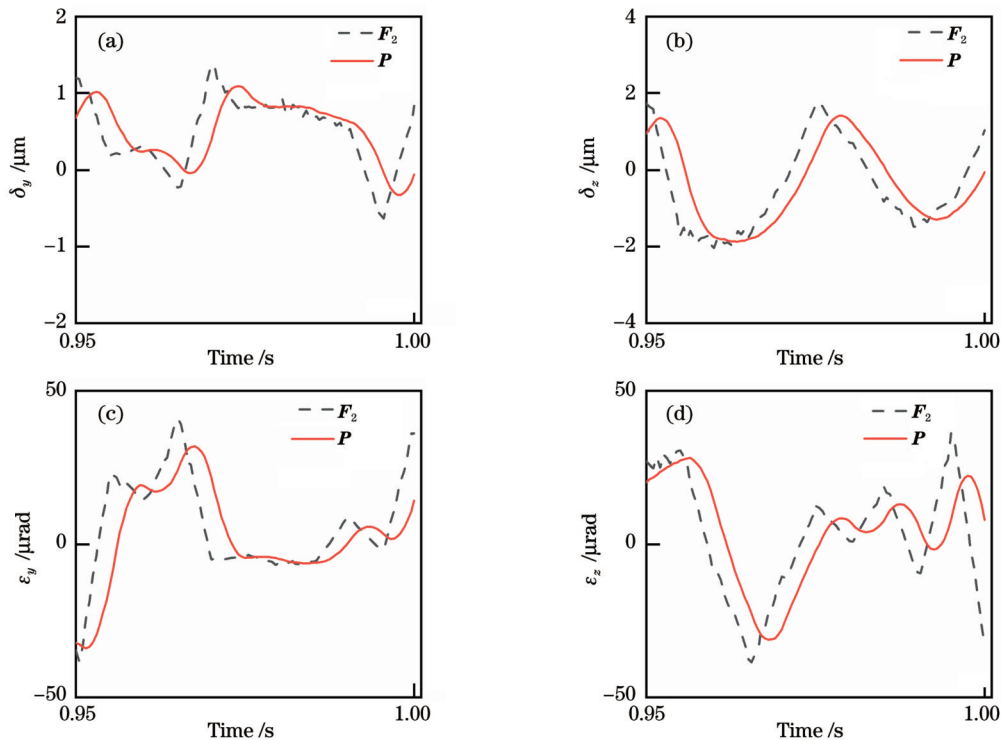 2
(a)
F₂
P
1
0
−1
−2
δy /μm
0.95
1.00
Time /s
4
(b)
F₂
P
2
0
−2
−4
δz /μm
0.95
1.00
Time /s
50
(c)
F₂
P
0
−50
εy /μrad
0.95
1.00
Time /s
50
(d)
F₂
P
0
−50
εz /μrad
0.95
1.00
Time /s